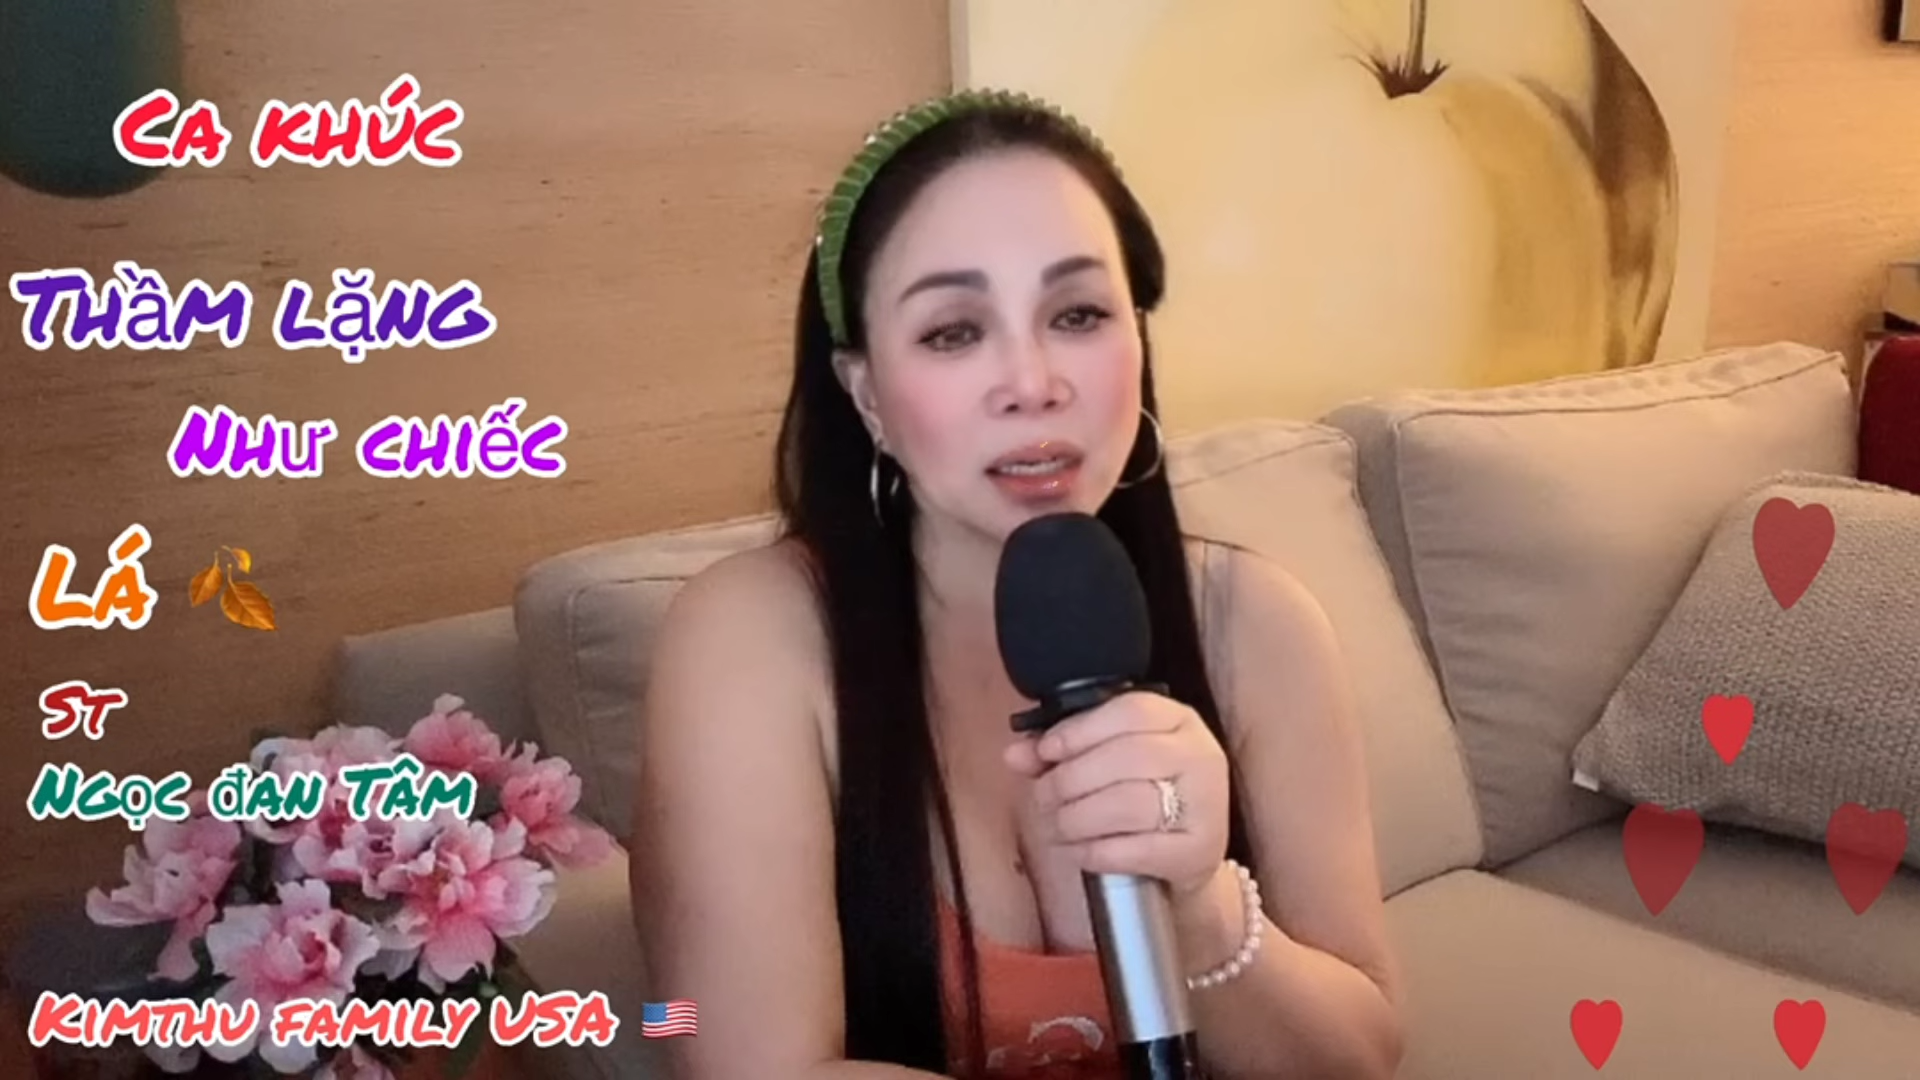 Ca khúc
Thầm lặng
Như chiếc
Lá 🍂
St
Ngọc đan Tâm
Kimthu family USA 🇺🇸